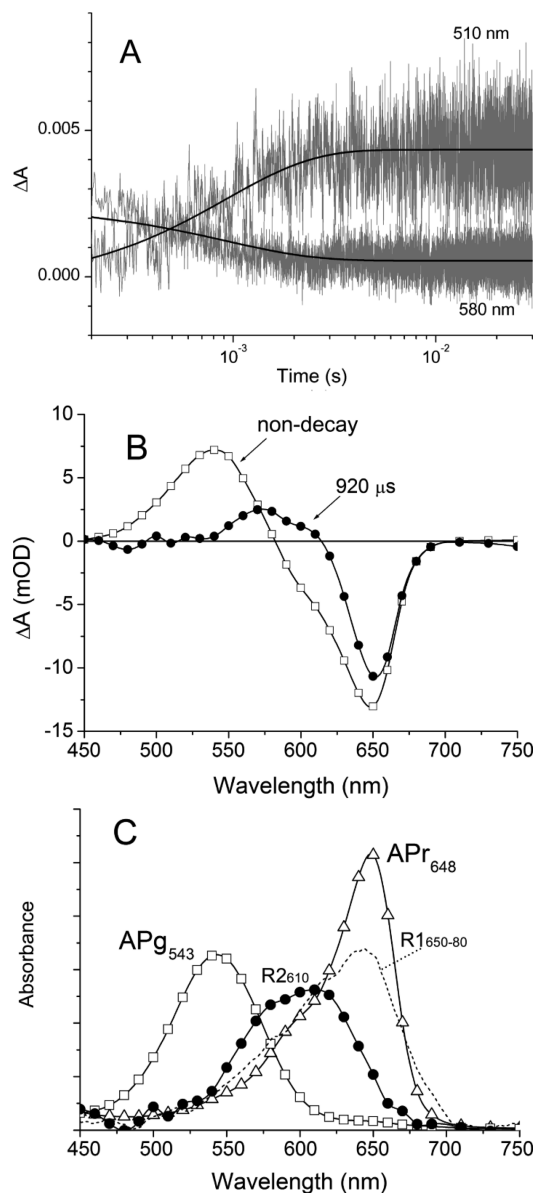 A
510 nm
0.005
ΔA
0.000
580 nm
10⁻³
10⁻²
Time (s)
B
non-decay
920 μs
10
5
0
-5
-10
-15
ΔA (mOD)
450 500 550 600 650 700 750
Wavelength (nm)
C
APr₆₄₈
APg₅₄₃
R2₆₁₀
R1₆₅₀₋₈₀
Absorbance
450 500 550 600 650 700 750
Wavelength (nm)